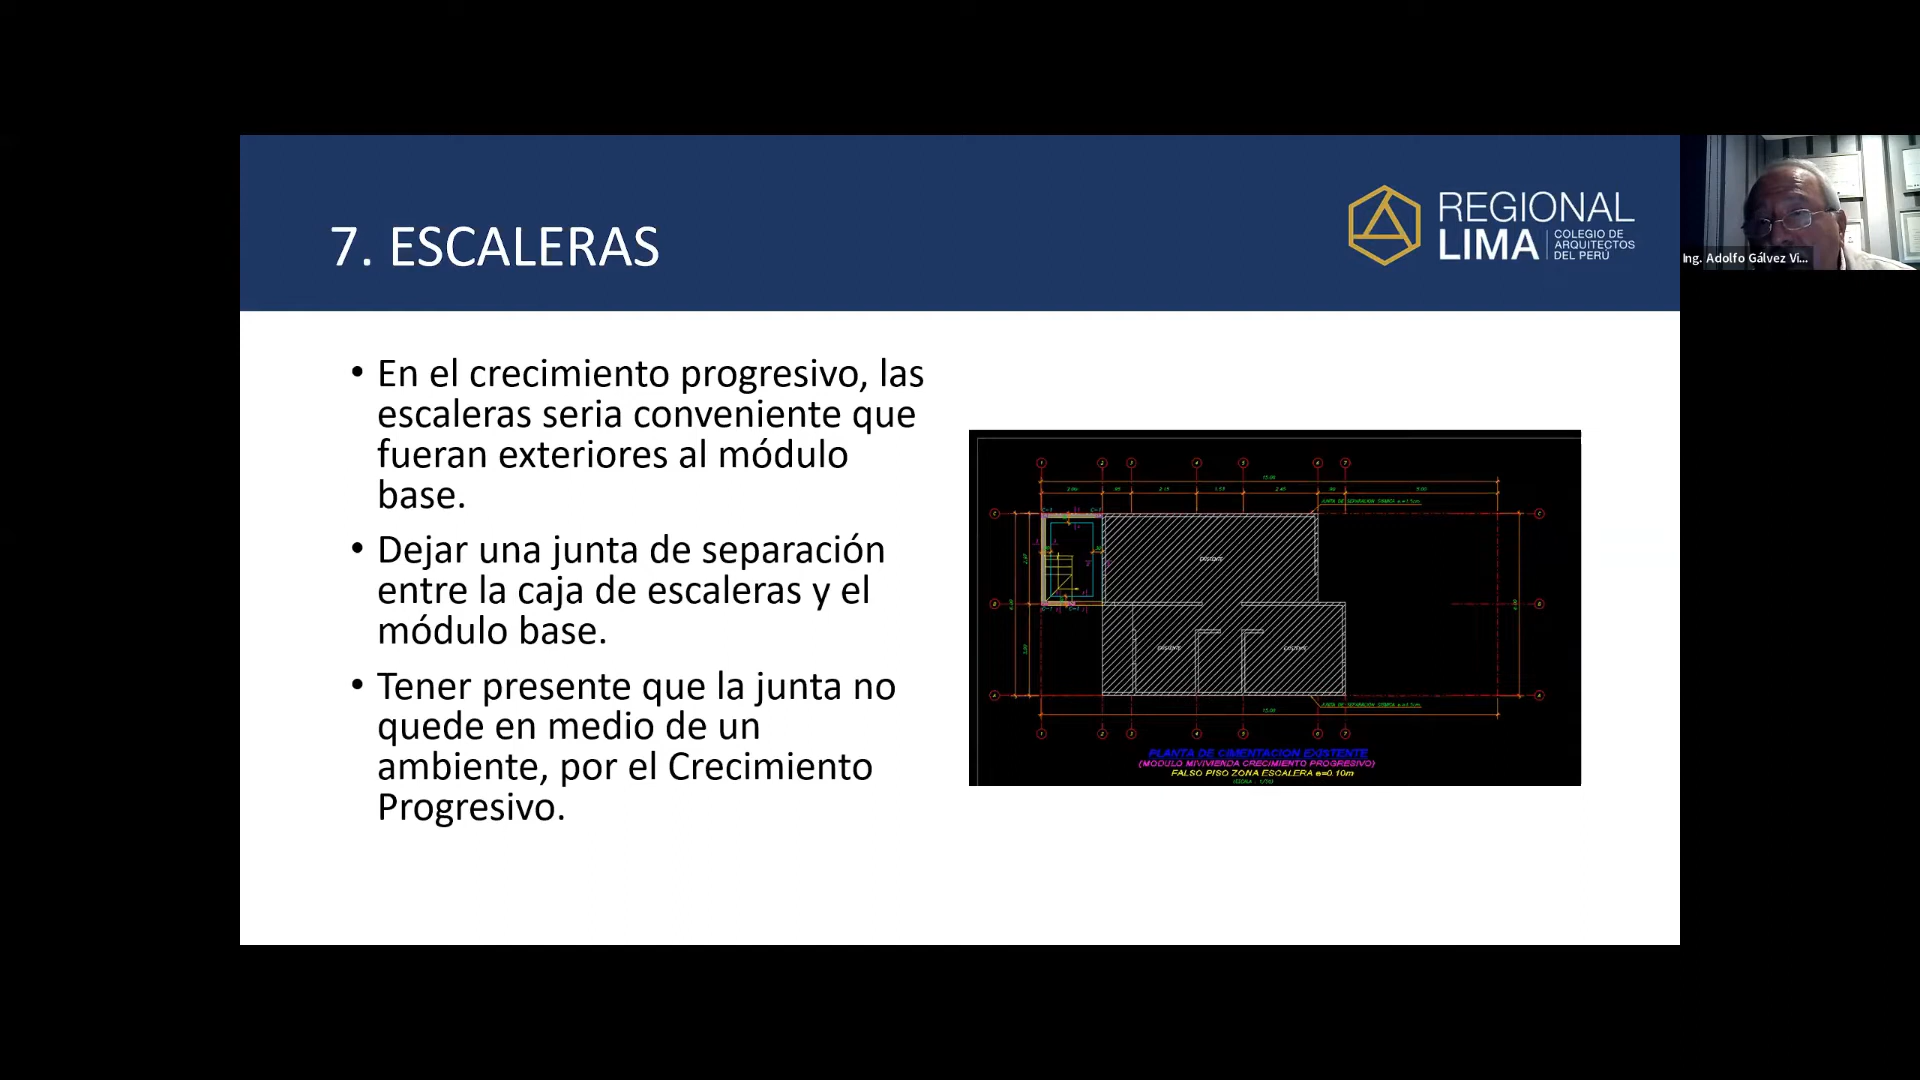 7. ESCALERAS
REGIONAL
LIMA
COLEGIO DE
ARQUITECTOS
DEL PERÚ
Ing. Adolfo Gálvez Vi...
• En el crecimiento progresivo, las
escaleras seria conveniente que
fueran exteriores al módulo
base.
• Dejar una junta de separación
entre la caja de escaleras y el
módulo base.
• Tener presente que la junta no
quede en medio de un
ambiente, por el Crecimiento
Progresivo.
PLANTA DE CIMENTACION EXISTENTE
(MODULO MIVIVIENDA CRECIMIENTO PROGRESIVO)
FALSO PISO ZONA ESCALERA e=0.10m